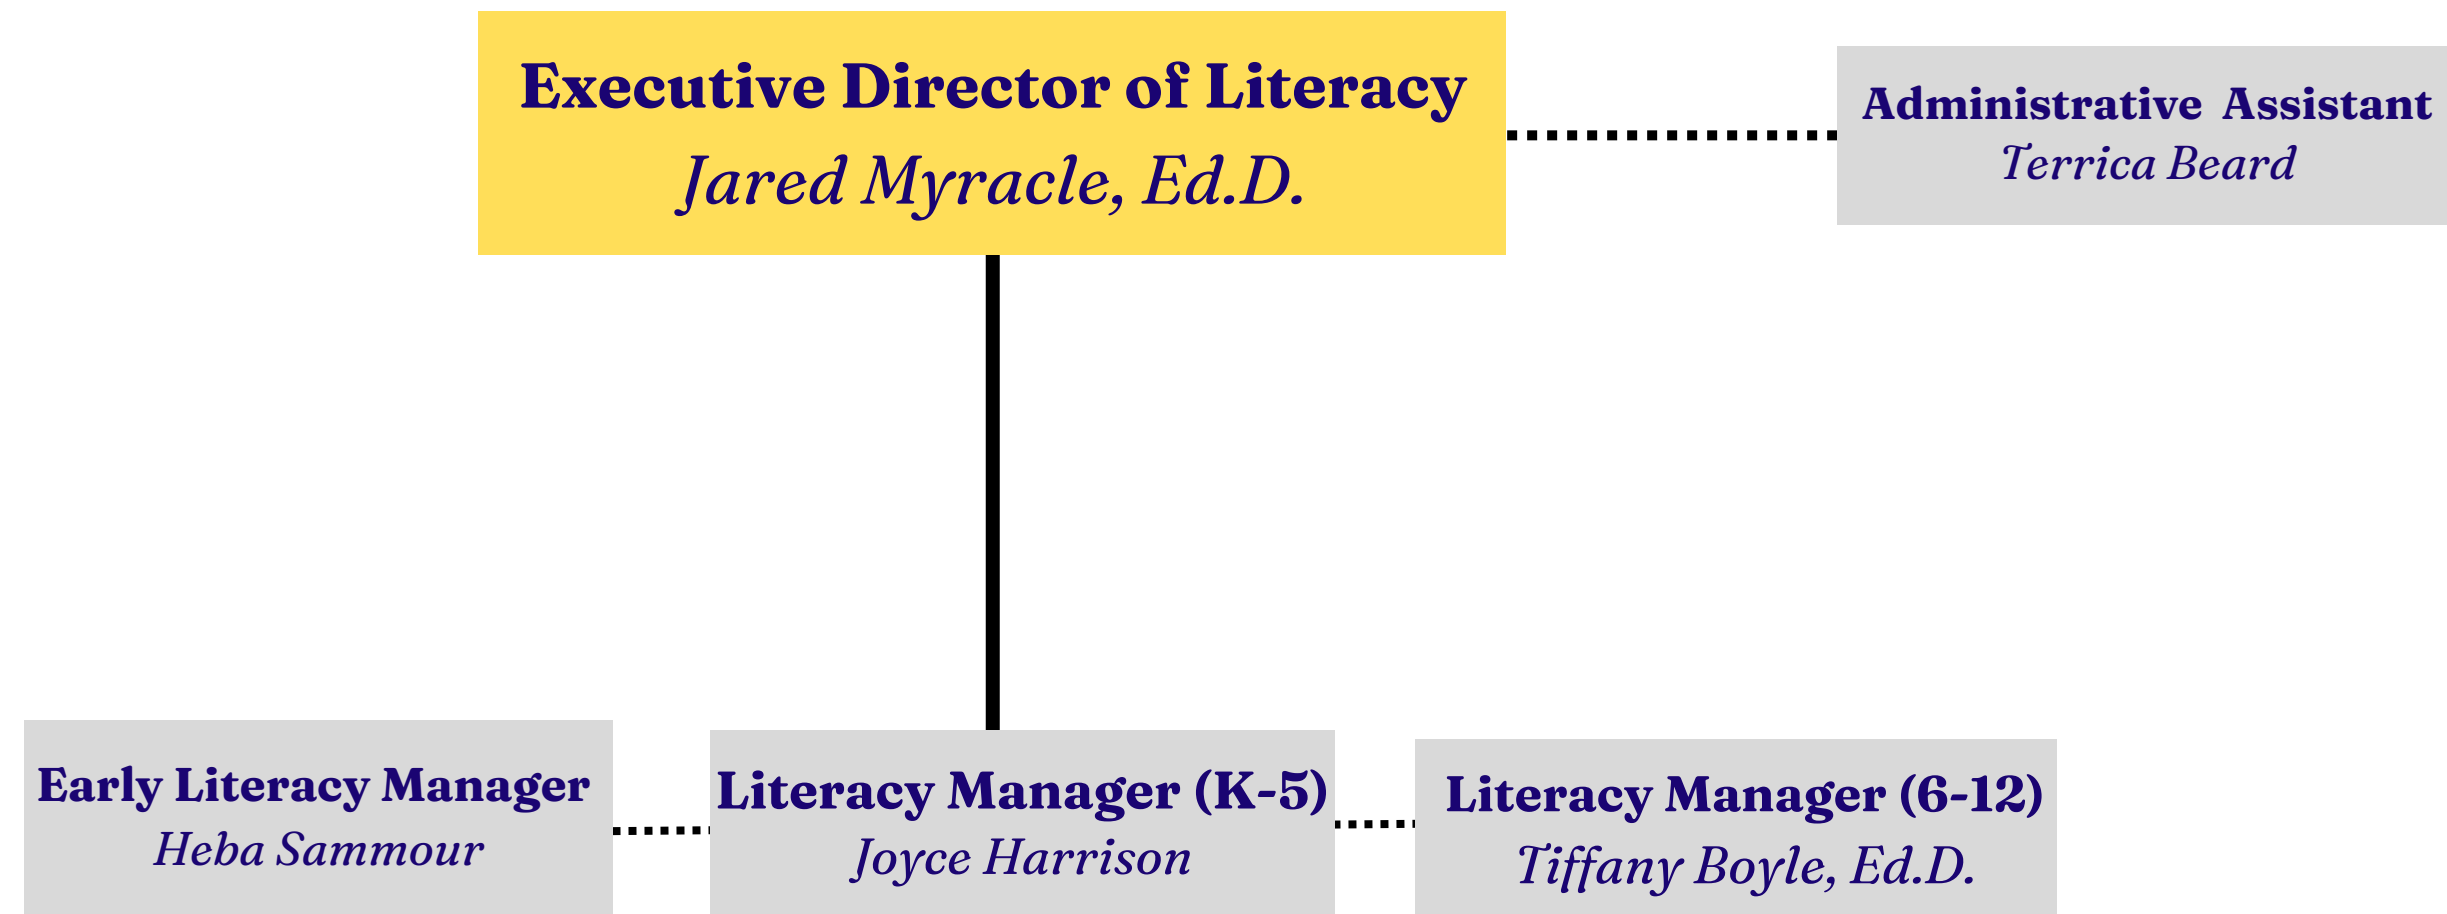 Executive Director of Literacy
Jared Myracle, Ed.D.
Administrative Assistant
Terrica Beard
Early Literacy Manager
Heba Sammour
Literacy Manager (K-5)
Joyce Harrison
Literacy Manager (6-12)
Tiffany Boyle, Ed.D.